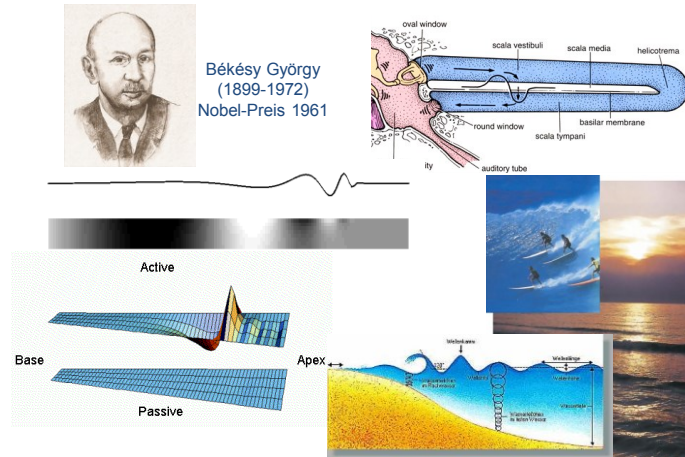 Békésy György
(1899-1972)
Nobel-Preis 1961
oval window
scala vestibuli
scala media
helicotrema
round window
basilar membrane
scala tympani
ity
auditory tube
Active
Base
Apex
Passive
Wellenkamm
Wellenlänge
Wassertiefe